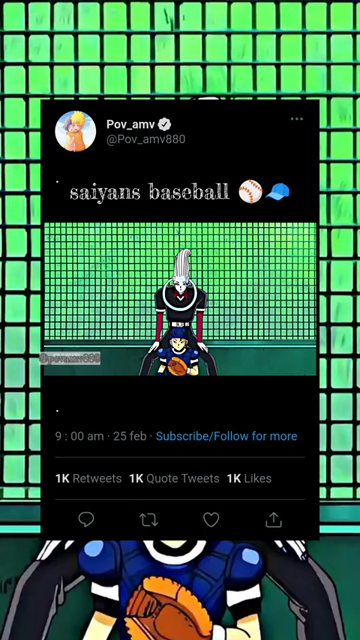 Pov_amv
@Pov_amv880
saiyans baseball ⚾🧢
@pov_amv880
.
9 : 00 am · 25 feb · Subscribe/Follow for more
1K Retweets 1K Quote Tweets 1K Likes